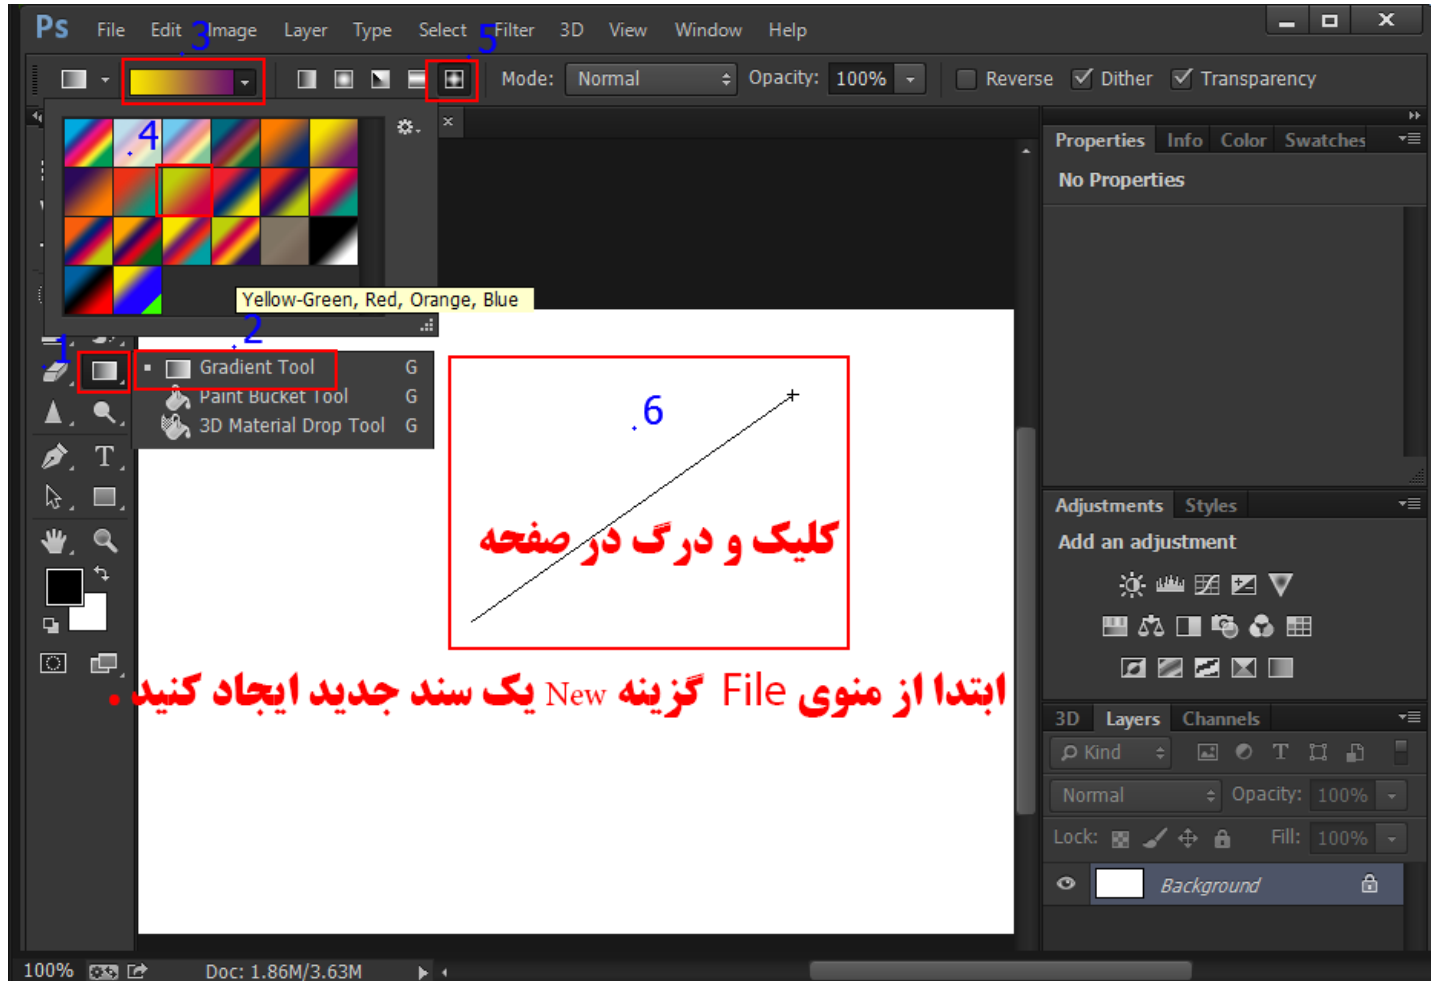 Ps File Edit Image Layer Type Select Filter 3D View Window Help
3
5
Mode: Normal Opacity: 100% Reverse Dither Transparency
4
Properties Info Color Swatches
No Properties
Yellow-Green, Red, Orange, Blue
1
2
Gradient Tool G
Paint Bucket Tool G
3D Material Drop Tool G
6
کلیک و درگ در صفحه
ابتدا از منوی File گزینه New یک سند جدید ایجاد کنید .
Adjustments Styles
Add an adjustment
3D Layers Channels
Kind
Normal Opacity: 100%
Lock: Fill: 100%
Background
100% Doc: 1.86M/3.63M